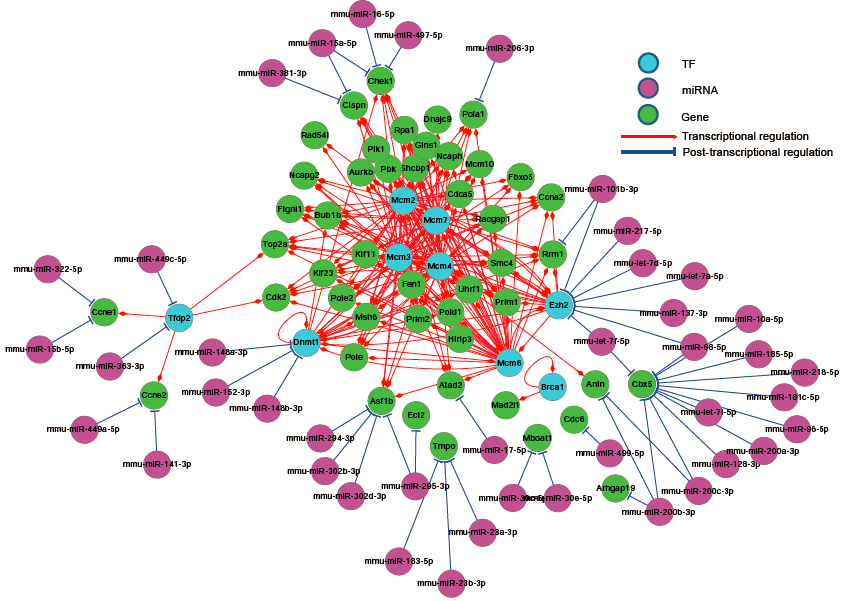 mmu-miR-16-5p
mmu-miR-15a-5p
mmu-miR-497-5p
mmu-miR-206-3p
mmu-miR-381-3p
Chek1
TF
miRNA
Gene
Transcriptional regulation
Post-transcriptional regulation
Clspn
Pola1
Dnajc9
Rpa1
Rad54l
Gins1
Plk1
Ncaph
Mcm10
Shcbp1
Pbk
Aurkb
Ncapg2
Fbxo5
mmu-miR-101b-3p
Cdca5
Ccna2
Mcm2
Fignl1
Bub1b
Mcm7
Racgap1
mmu-miR-217-5p
Top2a
Kif11
Mcm3
Mcm4
Smc4
Rrm1
mmu-miR-449c-5p
mmu-miR-322-5p
Kif23
mmu-let-7d-5p
mmu-let-7a-5p
Fen1
Uhrf1
Cdk2
Pole2
Prim1
Ezh2
Ccne1
Tfdp2
Msh6
Prim2
Pold1
mmu-miR-137-3p
mmu-miR-10a-5p
Hirip3
mmu-let-7f-5p
mmu-miR-98-5p
mmu-miR-15b-5p
mmu-miR-363-3p
mmu-miR-148a-3p
Dnmt1
Pole
Mcm6
mmu-miR-185-5p
mmu-miR-218-5p
Atad2
Brca1
Anln
Cbx5
Ccne2
mmu-miR-152-3p
mmu-miR-148b-3p
Asf1b
Mad2l1
mmu-miR-181c-5p
mmu-let-7i-5p
Ect2
Cdc6
mmu-miR-449a-5p
mmu-miR-294-3p
Tmpo
Mboat1
mmu-miR-96-5p
mmu-miR-17-5p
mmu-miR-499-5p
mmu-miR-200a-3p
mmu-miR-141-3p
mmu-miR-302b-3p
mmu-miR-128-3p
mmu-miR-302d-3p
mmu-miR-295-3p
mmu-miR-30e-5p
Arhgap19
mmu-miR-200c-3p
mmu-miR-200b-3p
mmu-miR-23a-3p
mmu-miR-183-5p
mmu-miR-23b-3p